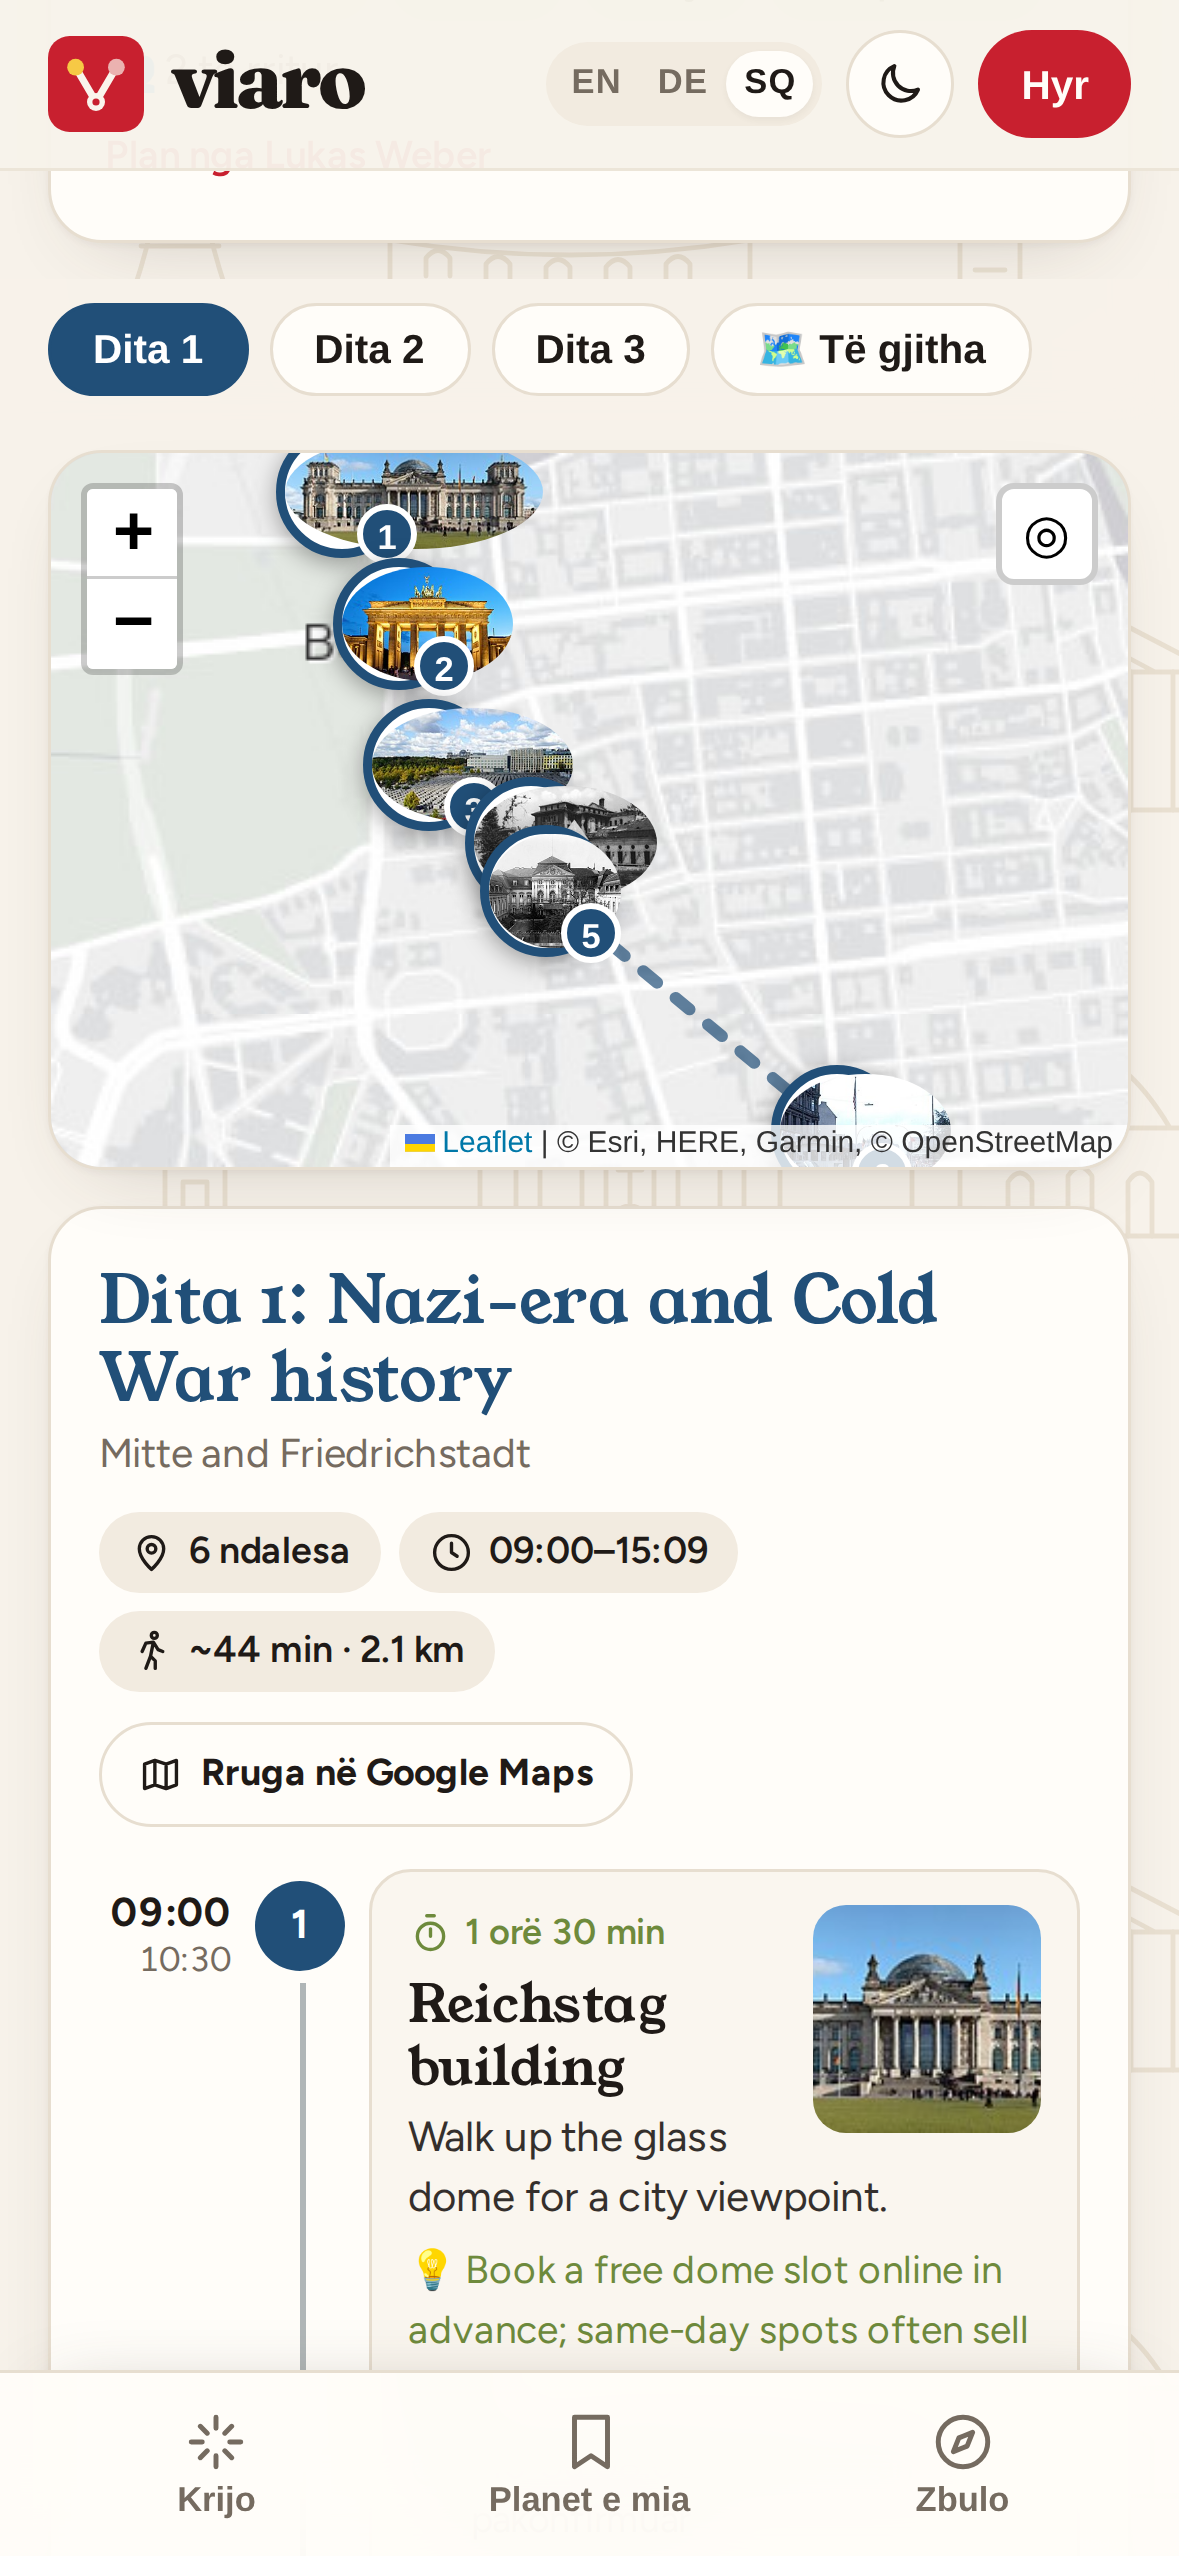 viaro
EN DE SQ
Hyr
Plan nga Lukas Weber
Dita 1
Dita 2
Dita 3
Të gjitha
+
−
B
1
2
3
5
Leaflet | © Esri, HERE, Garmin, © OpenStreetMap
Dita 1: Nazi-era and Cold
War history
Mitte and Friedrichstadt
6 ndalesa
09:00–15:09
~44 min · 2.1 km
Rruga në Google Maps
09:00
10:30
1
1 orë 30 min
Reichstag
building
Walk up the glass
dome for a city viewpoint.
💡 Book a free dome slot online in
advance; same-day spots often sell
Krijo
Planet e mia
Zbulo